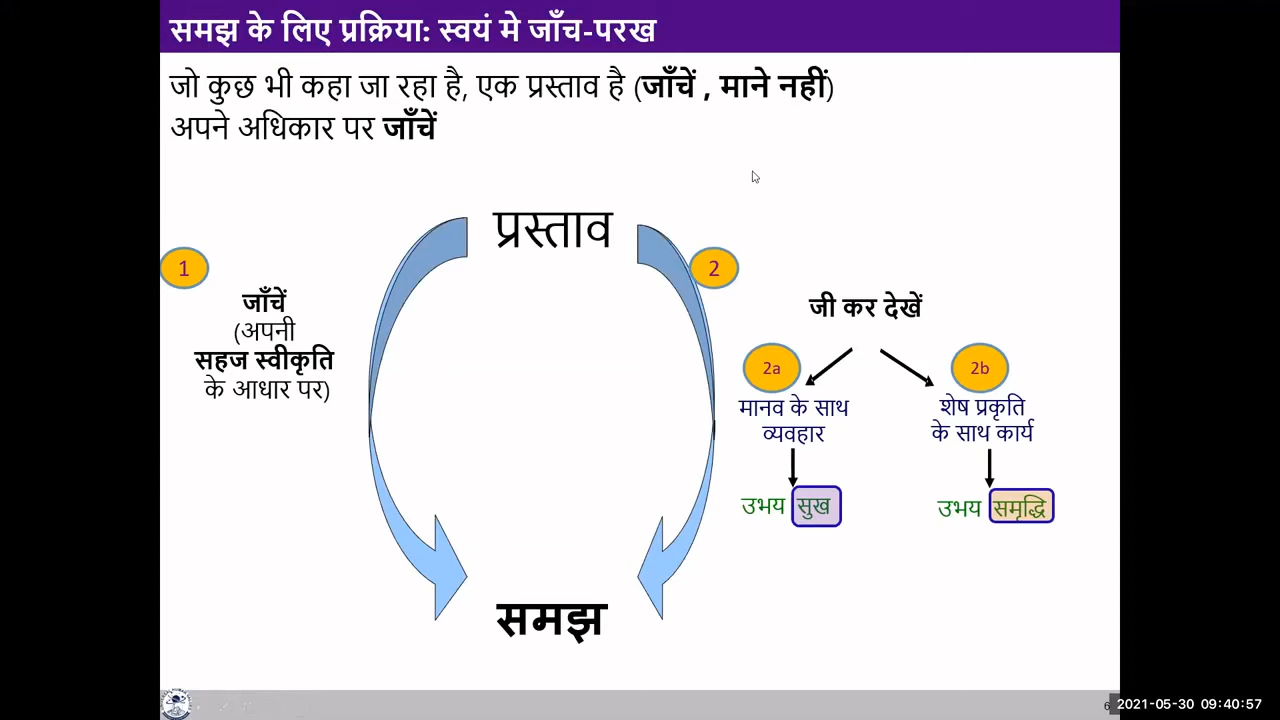 समझ के लिए प्रक्रिया: स्वयं मे जाँच-परख
जो कुछ भी कहा जा रहा है, एक प्रस्ताव है (जाँचें , माने नहीं)
अपने अधिकार पर जाँचें
प्रस्ताव
1
जाँचें
(अपनी
सहज स्वीकृति
के आधार पर)
2
जी कर देखें
2a
मानव के साथ
व्यवहार
उभय सुख
2b
शेष प्रकृति
के साथ कार्य
उभय समृद्धि
समझ
6
2021-05-30 09:40:57